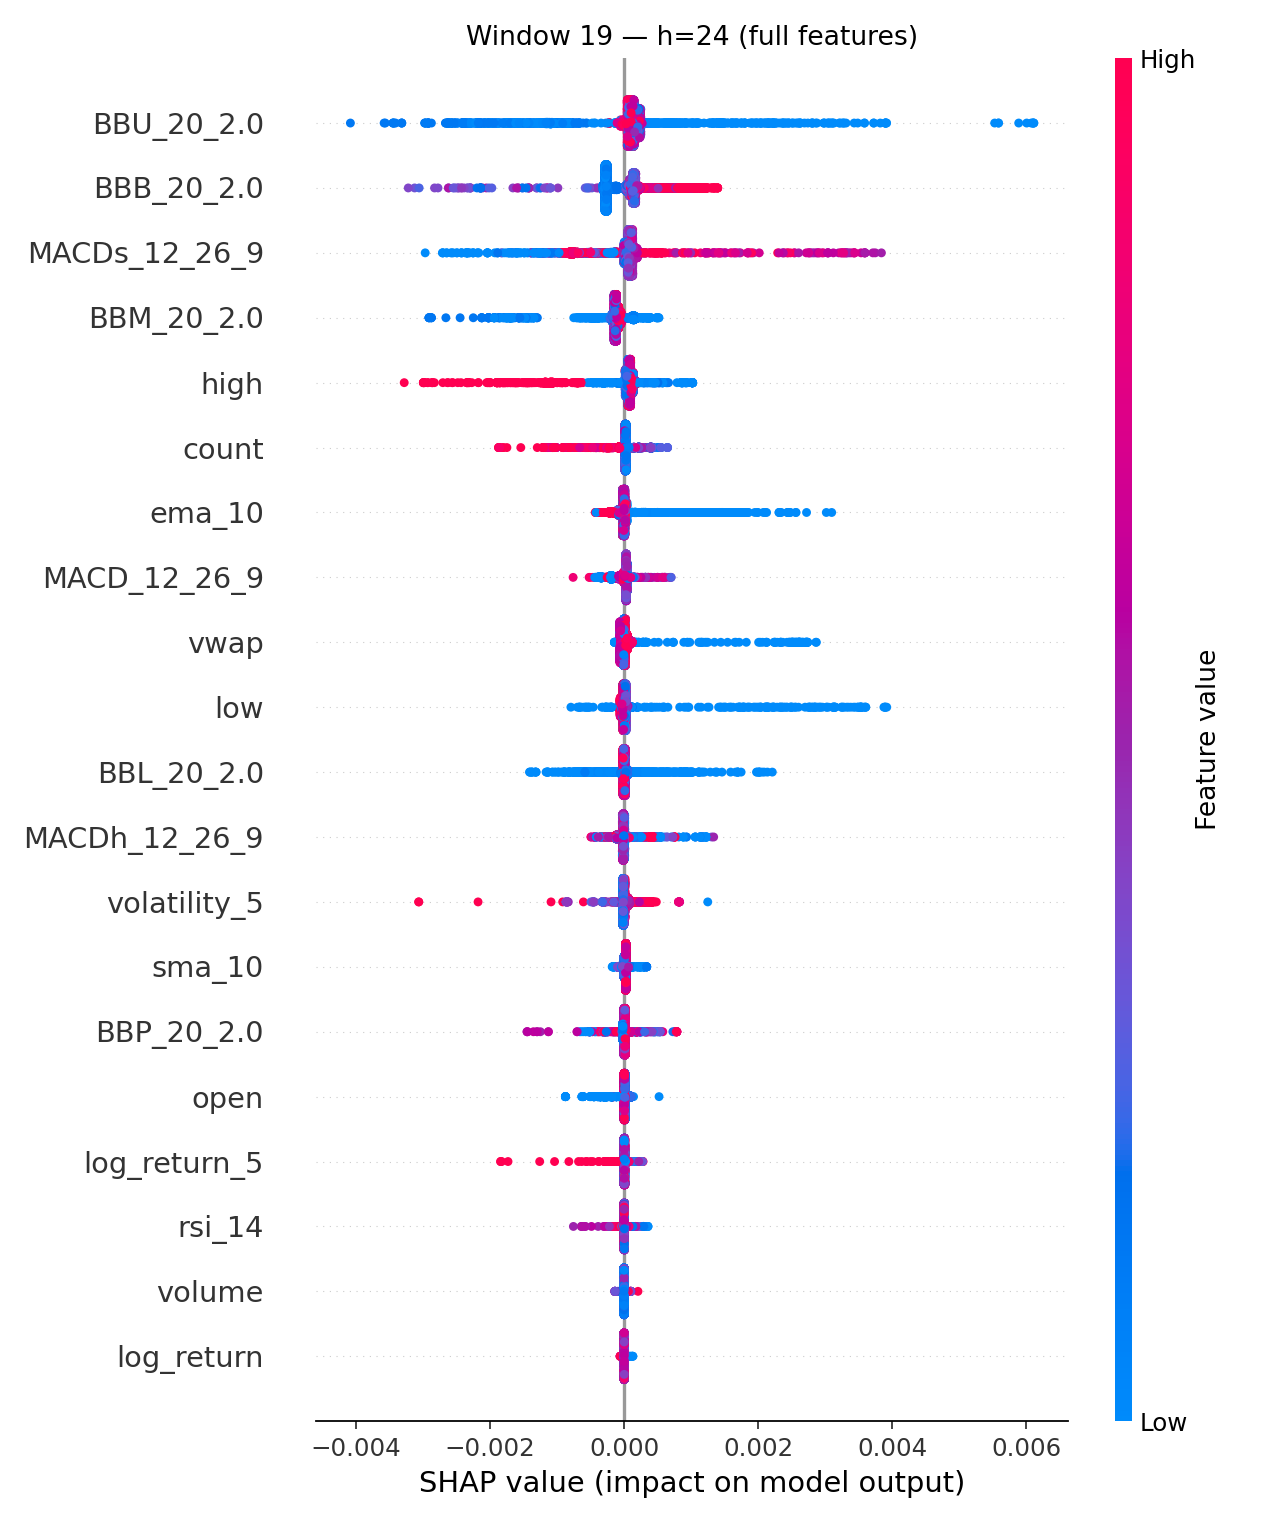 Window 19 — h=24 (full features)
High
BBU_20_2.0
BBB_20_2.0
MACDs_12_26_9
BBM_20_2.0
high
count
ema_10
MACD_12_26_9
vwap
low
BBL_20_2.0
MACDh_12_26_9
volatility_5
sma_10
BBP_20_2.0
open
log_return_5
rsi_14
volume
log_return
Feature value
Low
−0.004 −0.002 0.000 0.002 0.004 0.006
SHAP value (impact on model output)